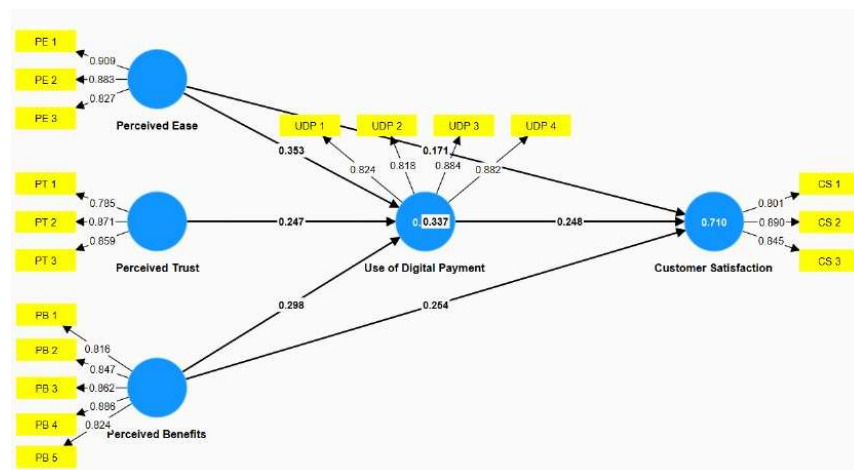 PE 1
0.909
PE 2
0.883
PE 3
0.827
Perceived Ease
UDP 1
UDP 2
UDP 3
UDP 4
0.353
0.171
0.824
0.818
0.884
0.882
PT 1
0.785
PT 2
0.871
PT 3
0.859
Perceived Trust
0.247
0.337
Use of Digital Payment
0.248
0.710
Customer Satisfaction
CS 1
0.801
CS 2
CS 3
0.845
0.298
0.254
PB 1
0.816
PB 2
0.847
PB 3
0.862
PB 4
PB 5
0.824
Perceived Benefits